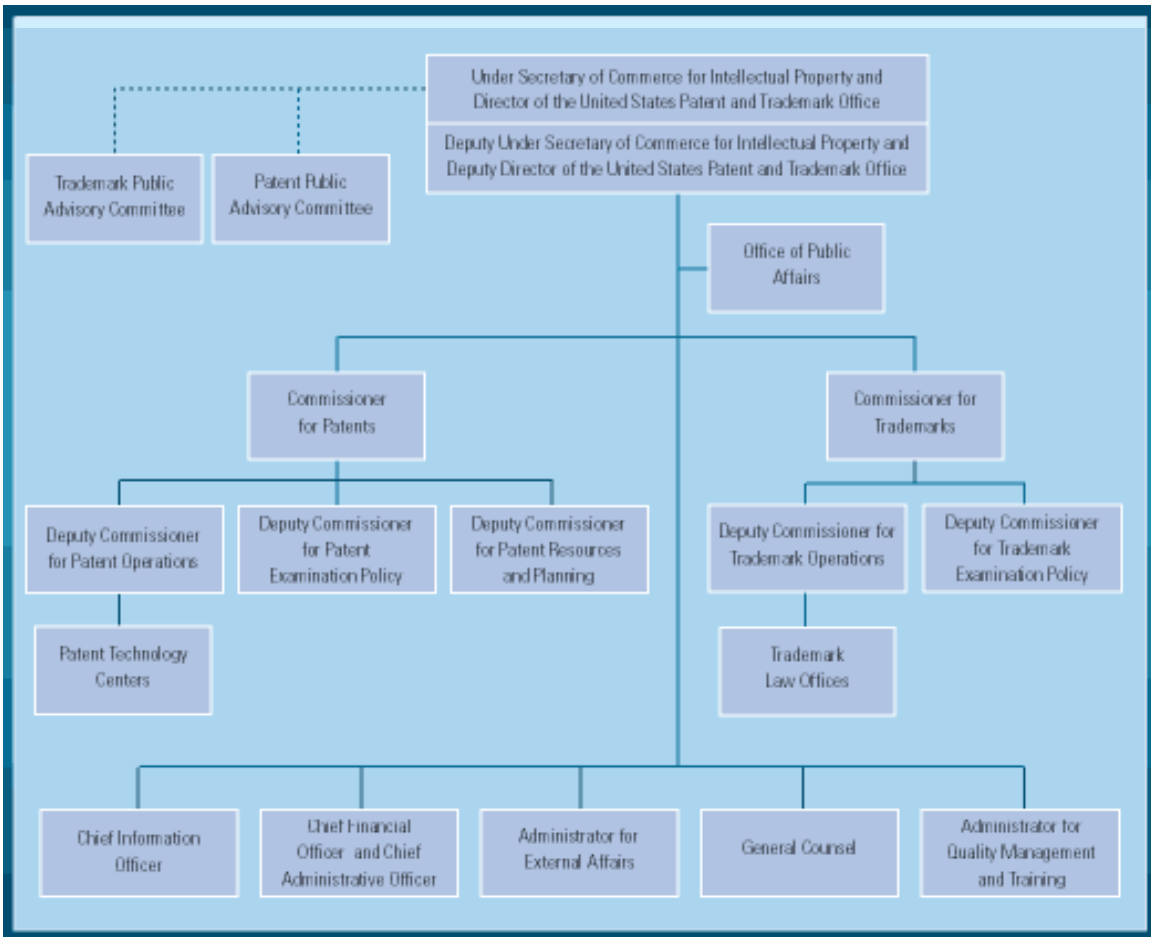 Under Secretary of Commerce for Intellectual Property and
Director of the United States Patent and Trademark Office
Deputy Under Secretary of Commerce for Intellectual Property and
Deputy Director of the United States Patent and Trademark Office
Trademark Public
Advisory Committee
Patent Public
Advisory Committee
Office of Public
Affairs
Commissioner
for Patents
Commissioner for
Trademarks
Deputy Commissioner
for Patent Operations
Deputy Commissioner
for Patent
Examination Policy
Deputy Commissioner
for Patent Resources
and Planning
Deputy Commissioner for
Trademark Operations
Deputy Commissioner
for Trademark
Examination Policy
Patent Technology
Centers
Trademark
Law Offices
Chief Information
Officer
Chief Financial
Officer and Chief
Administrative Officer
Administrator for
External Affairs
General Counsel
Administrator for
Quality Management
and Training